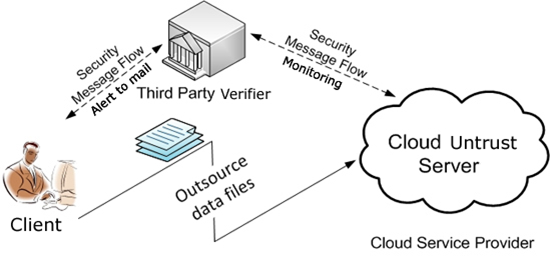 Security
Message Flow
Alert to mail
Third Party Verifier
Security
Message Flow
Monitoring
Client
Outsource
data files
Cloud Untrust
Server
Cloud Service Provider